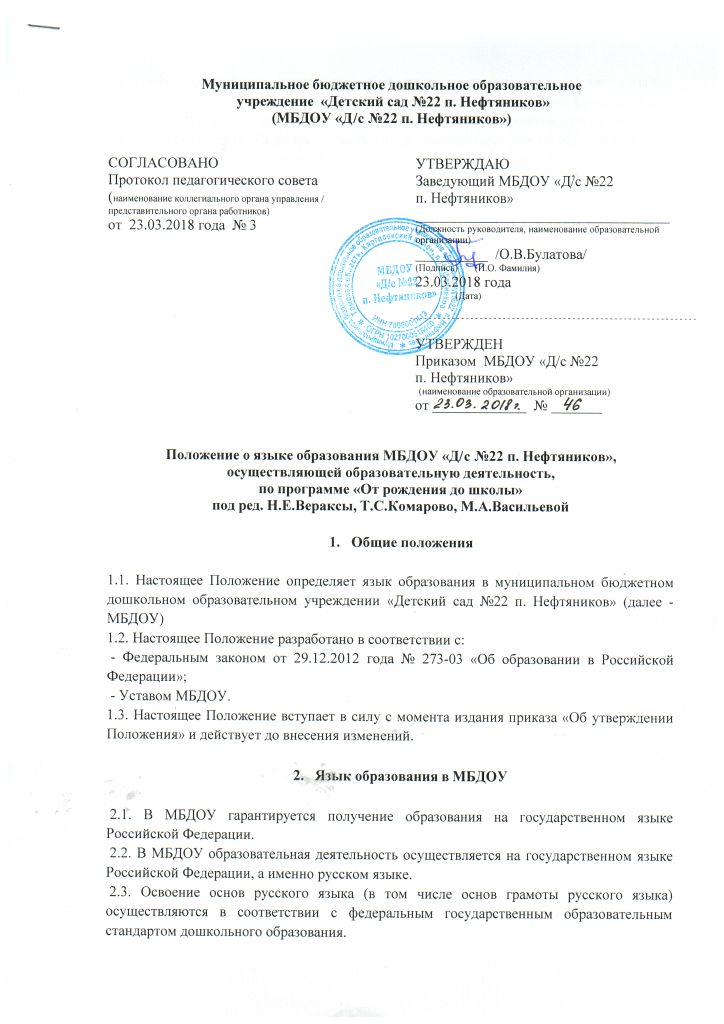 Муниципальное бюджетное дошкольное образовательное
учреждение «Детский сад №22 п. Нефтяников»
(МБДОУ «Д/с №22 п. Нефтяников»)
СОГЛАСОВАНО
Протокол педагогического совета
(наименование коллегиального органа управления /
представительного органа работников)
от 23.03.2018 года № 3
УТВЕРЖДАЮ
Заведующий МБДОУ «Д/с №22
п. Нефтяников»
(Должность руководителя, наименование образовательной
организации)
/О.В.Булатова/
(Подпись) (И.О. Фамилия)
23.03.2018 года
(Дата)
МБДОУ
«Д/с №22
п. Нефтяников»
УТВЕРЖДЕН
Приказом МБДОУ «Д/с №22
п. Нефтяников»
(наименование образовательной организации)
от 23.03.2018г. № 46
Положение о языке образования МБДОУ «Д/с №22 п. Нефтяников»,
осуществляющей образовательную деятельность,
по программе «От рождения до школы»
под ред. Н.Е.Вераксы, Т.С.Комарово, М.А.Васильевой
1. Общие положения
1.1. Настоящее Положение определяет язык образования в муниципальном бюджетном
дошкольном образовательном учреждении «Детский сад №22 п. Нефтяников» (далее -
МБДОУ)
1.2. Настоящее Положение разработано в соответствии с:
- Федеральным законом от 29.12.2012 года № 273-03 «Об образовании в Российской
Федерации»;
- Уставом МБДОУ.
1.3. Настоящее Положение вступает в силу с момента издания приказа «Об утверждении
Положения» и действует до внесения изменений.
2. Язык образования в МБДОУ
2.1. В МБДОУ гарантируется получение образования на государственном языке
Российской Федерации.
2.2. В МБДОУ образовательная деятельность осуществляется на государственном языке
Российской Федерации, а именно русском языке.
2.3. Освоение основ русского языка (в том числе основ грамоты русского языка)
осуществляются в соответствии с федеральным государственным образовательным
стандартом дошкольного образования.